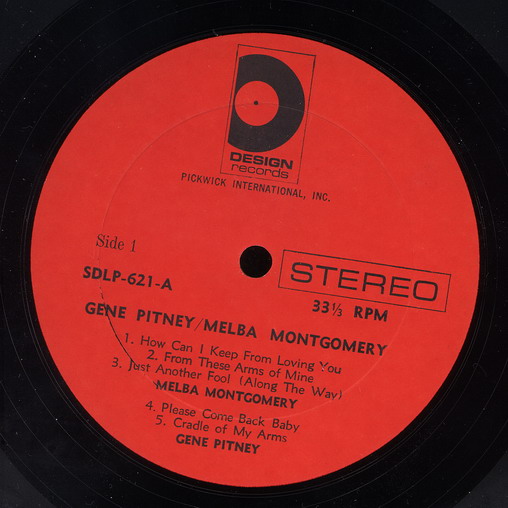 DESIGN
records
PICKWICK INTERNATIONAL, INC.
Side 1
STEREO
SDLP-621-A
33⅓ RPM
GENE PITNEY/MELBA MONTGOMERY
1. How Can I Keep From Loving You
2. From These Arms of Mine
3. Just Another Fool (Along The Way)
MELBA MONTGOMERY
4. Please Come Back Baby
5. Cradle of My Arms
GENE PITNEY